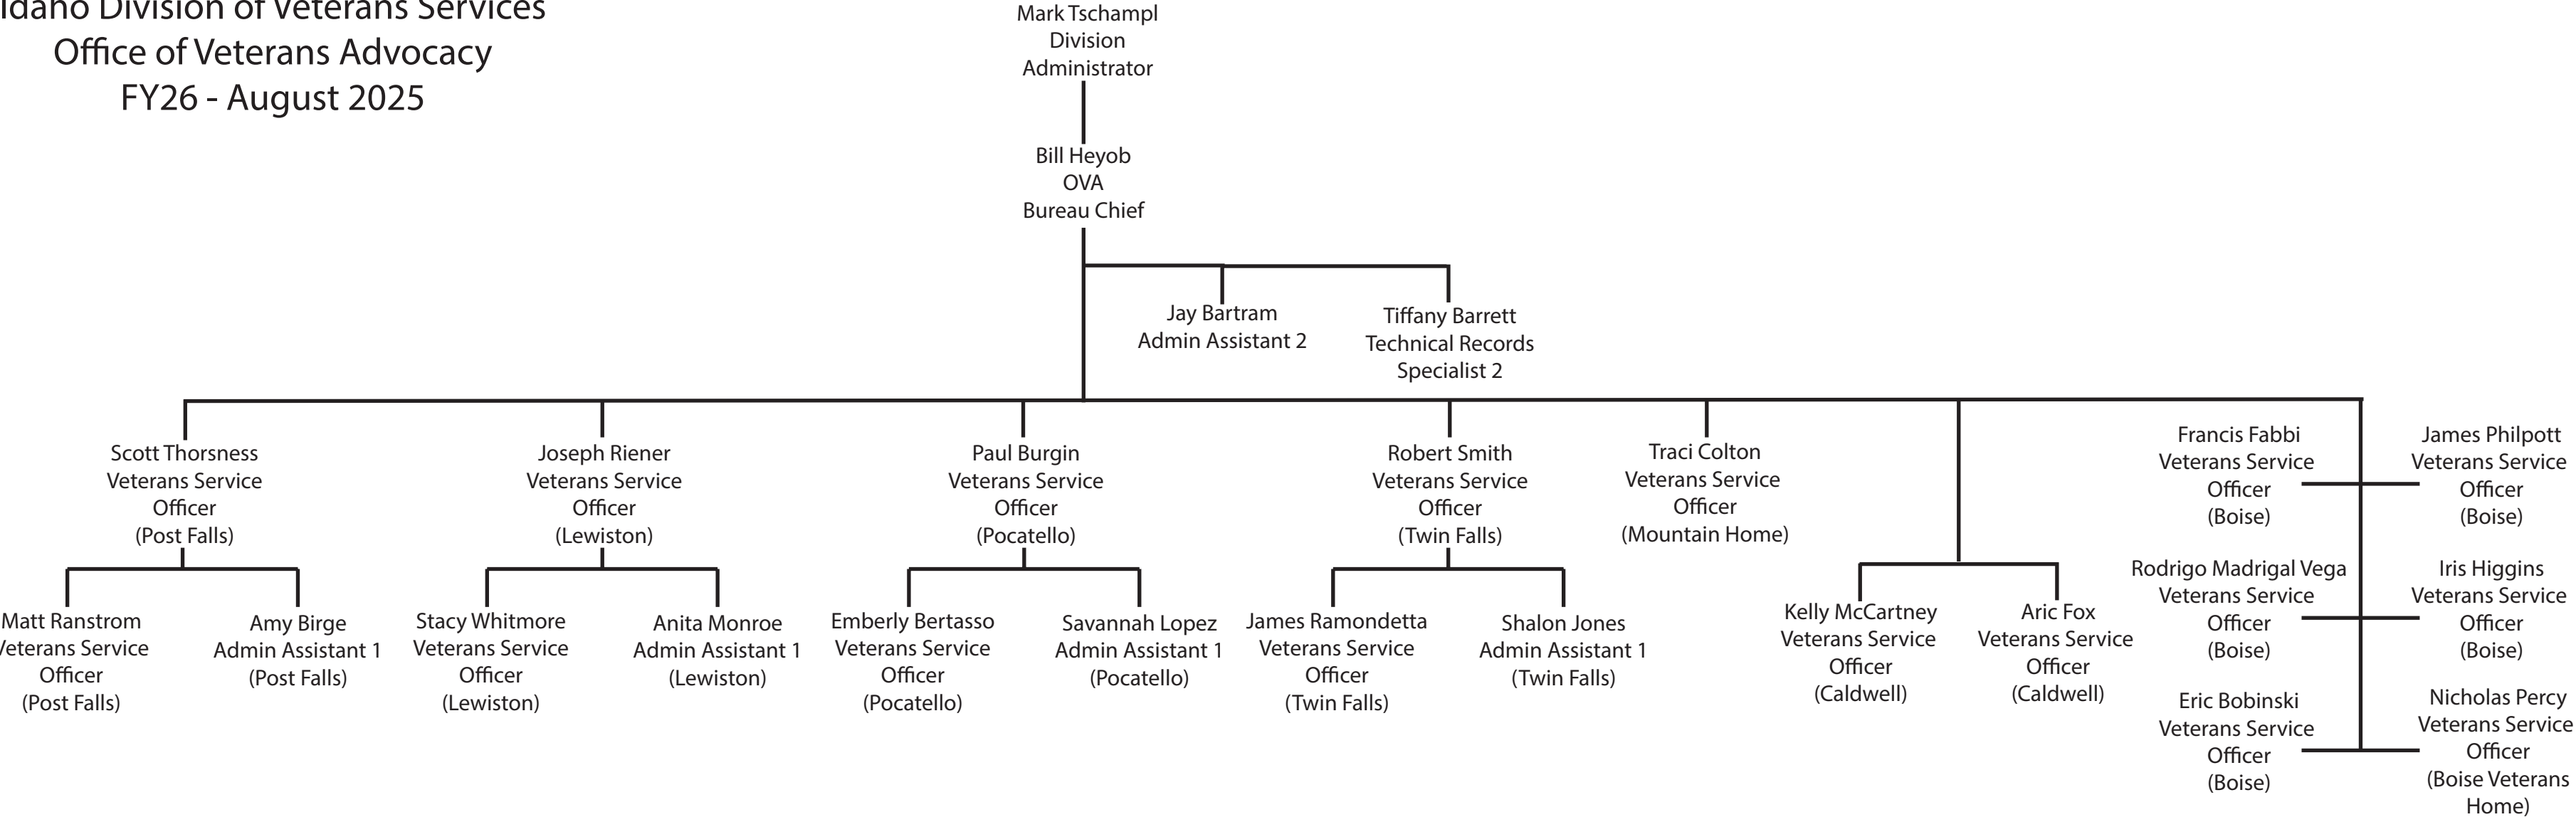 Idaho Division of Veterans Services
Office of Veterans Advocacy
FY26 - August 2025
Mark Tschampl
Division
Administrator
Bill Heyob
OVA
Bureau Chief
Jay Bartram
Admin Assistant 2
Tiffany Barrett
Technical Records
Specialist 2
Scott Thorsness
Veterans Service
Officer
(Post Falls)
Joseph Riener
Veterans Service
Officer
(Lewiston)
Paul Burgin
Veterans Service
Officer
(Pocatello)
Robert Smith
Veterans Service
Officer
(Twin Falls)
Traci Colton
Veterans Service
Officer
(Mountain Home)
Francis Fabbi
Veterans Service
Officer
(Boise)
James Philpott
Veterans Service
Officer
(Boise)
Rodrigo Madrigal Vega
Veterans Service
Officer
(Boise)
Iris Higgins
Veterans Service
Officer
(Boise)
Eric Bobinski
Veterans Service
Officer
(Boise)
Nicholas Percy
Veterans Service
Officer
(Boise Veterans
Home)
Matt Ranstrom
Veterans Service
Officer
(Post Falls)
Amy Birge
Admin Assistant 1
(Post Falls)
Stacy Whitmore
Veterans Service
Officer
(Lewiston)
Anita Monroe
Admin Assistant 1
(Lewiston)
Emberly Bertasso
Veterans Service
Officer
(Pocatello)
Savannah Lopez
Admin Assistant 1
(Pocatello)
James Ramondetta
Veterans Service
Officer
(Twin Falls)
Shalon Jones
Admin Assistant 1
(Twin Falls)
Kelly McCartney
Veterans Service
Officer
(Caldwell)
Aric Fox
Veterans Service
Officer
(Caldwell)